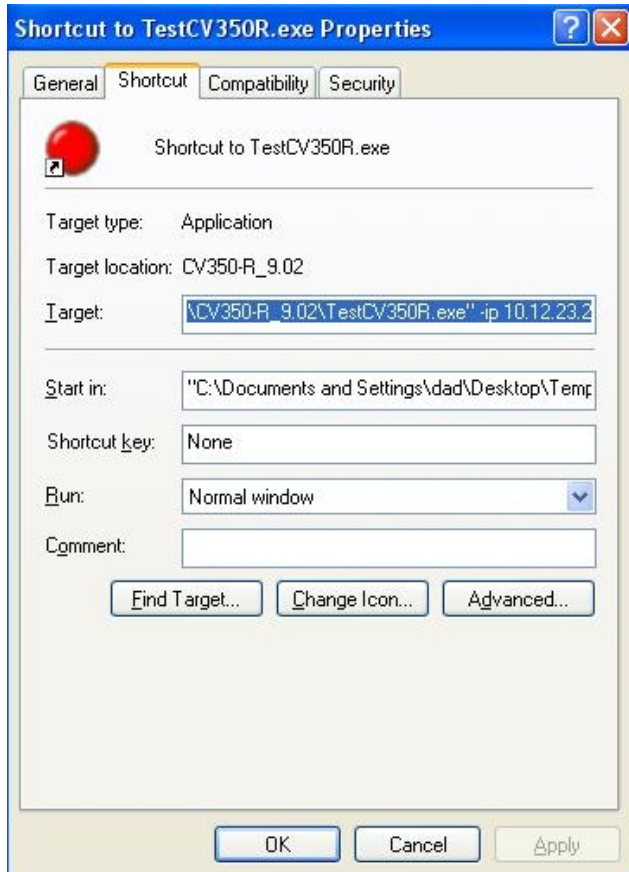 Shortcut to TestCV350R.exe Properties
General Shortcut Compatibility Security
Shortcut to TestCV350R.exe
Target type: Application
Target location: CV350-R_9.02
Target: \CV350-R_9.02\TestCV350R.exe" -ip 10.12.23.2
Start in: "C:\Documents and Settings\dad\Desktop\Temp
Shortcut key: None
Run: Normal window
Comment:
Find Target... Change Icon... Advanced...
OK Cancel Apply